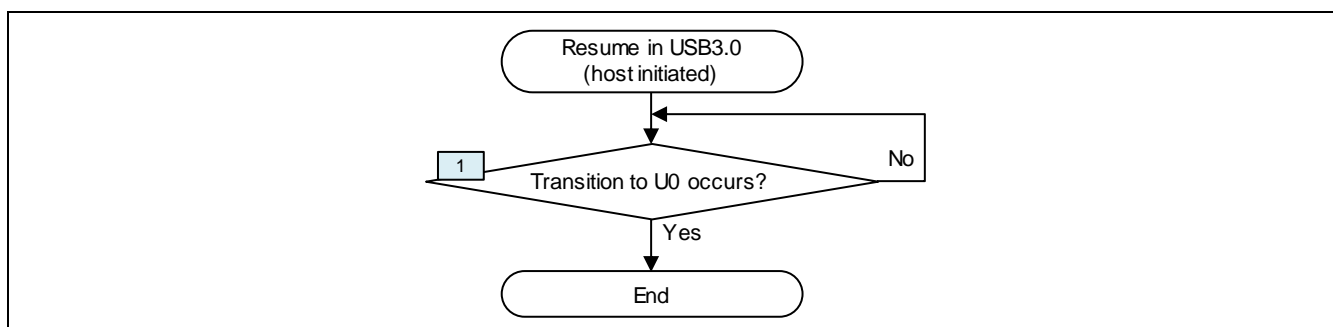 Resume in USB3.0
(host initiated)
1
No
Transition to U0 occurs?
Yes
End